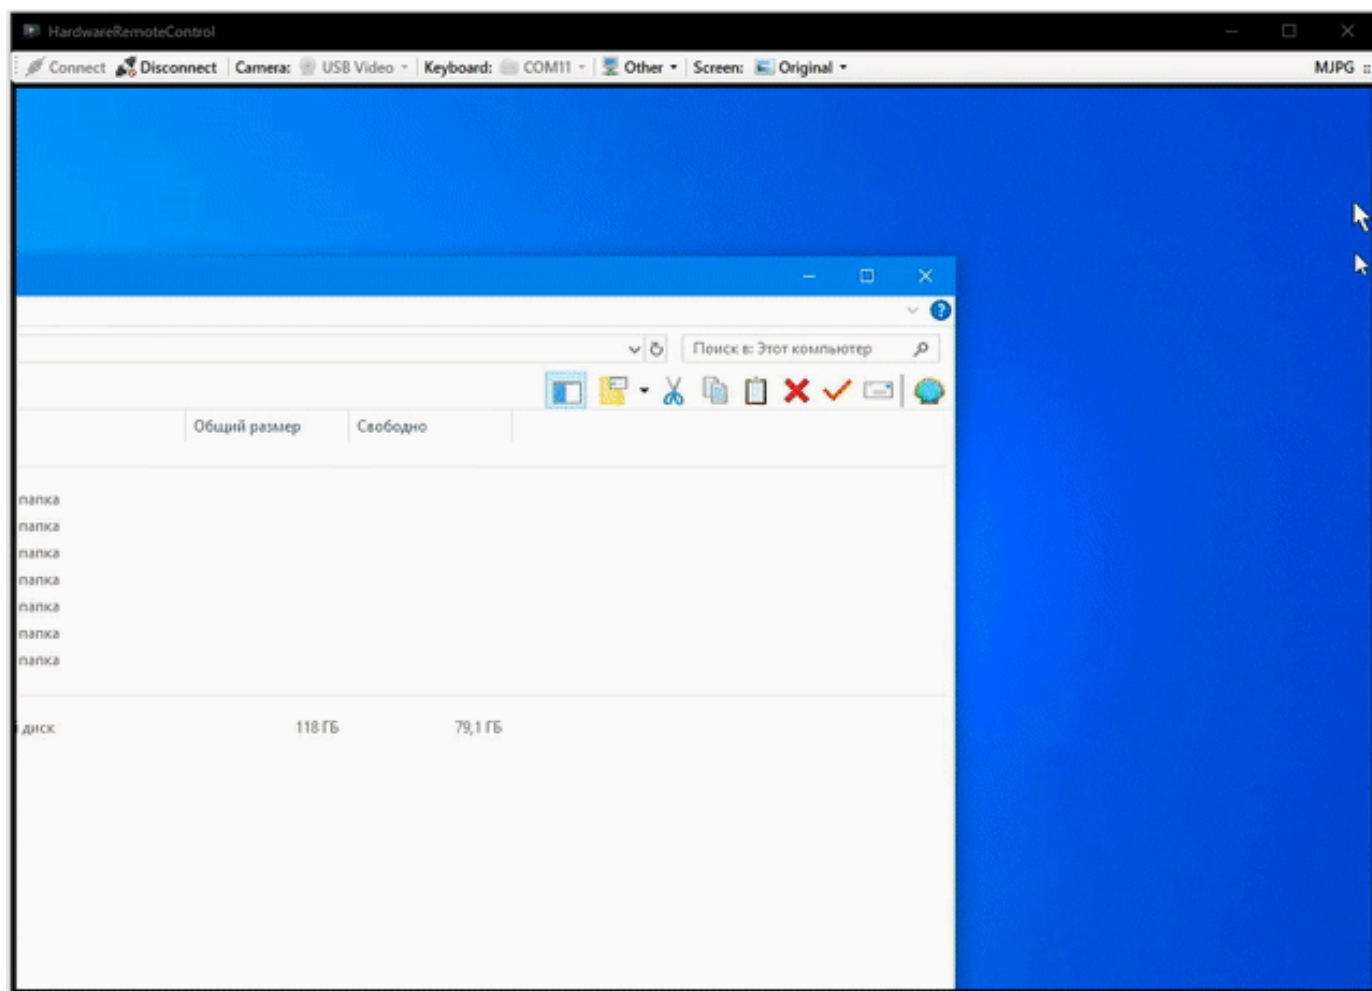 HardwareRemoteControl
Connect Disconnect Camera: USB Video Keyboard: COM11 Other Screen: Original MJPG
Поиск в: Этот компьютер
Общий размер Свободно
папка
папка
папка
папка
папка
папка
папка
диск 118 ГБ 79,1 ГБ